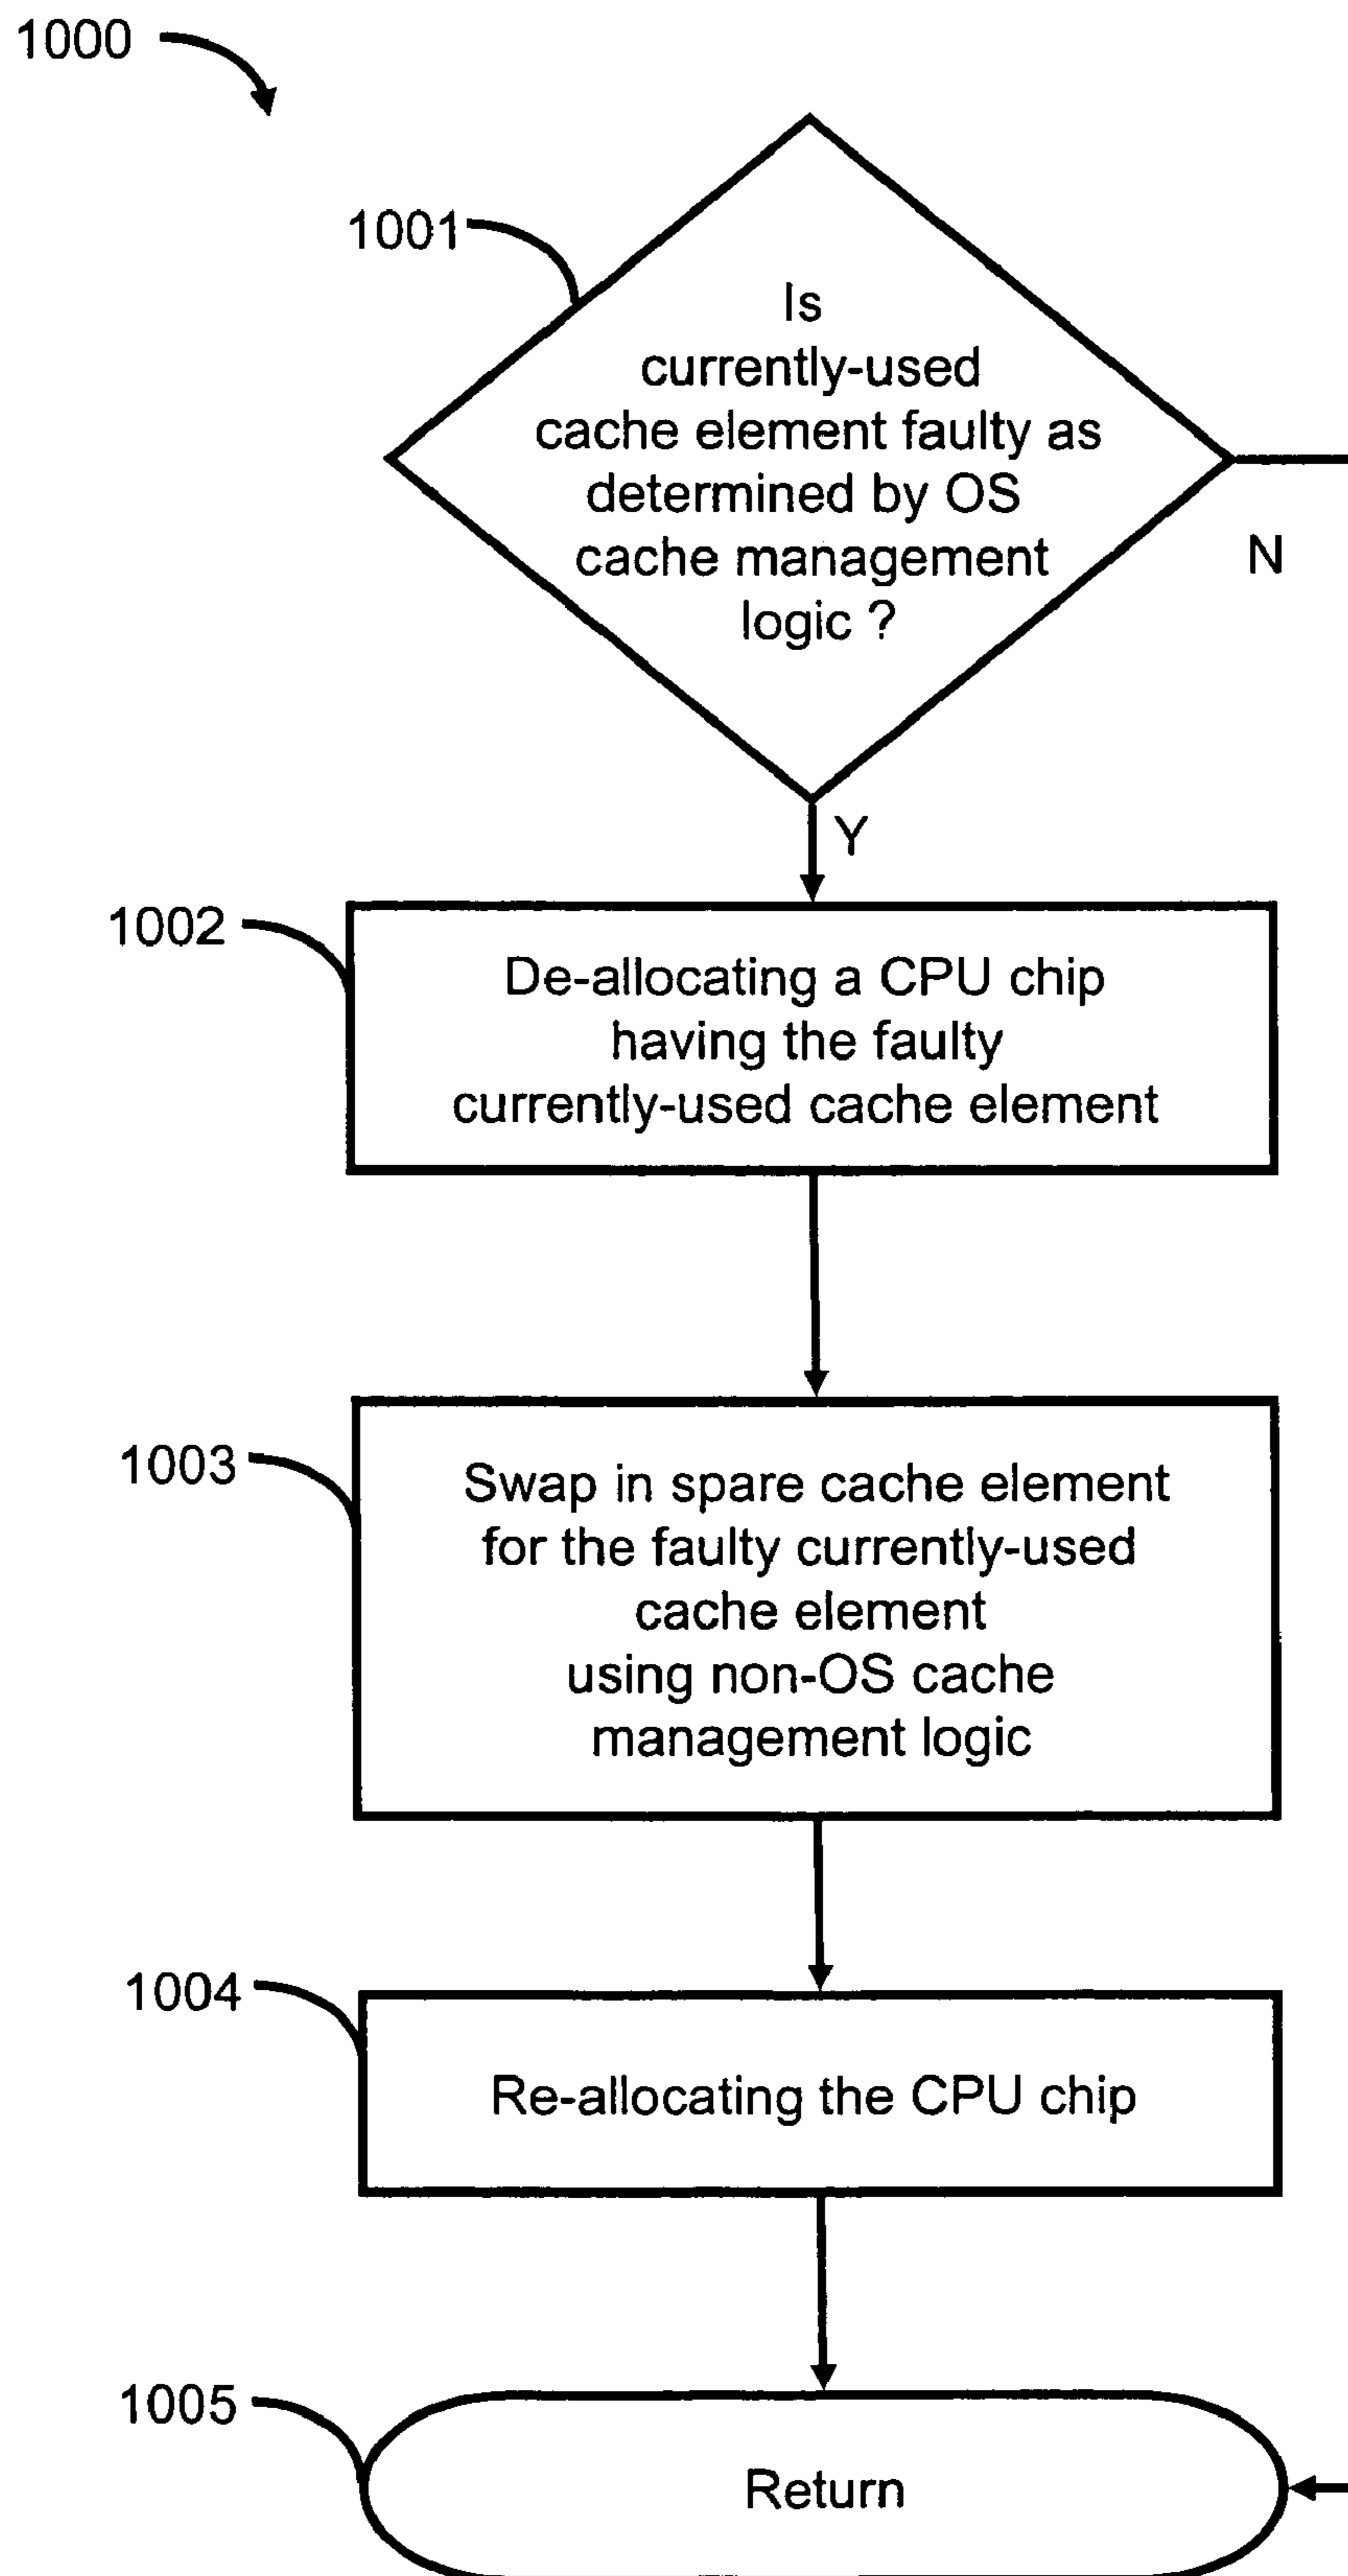 1000
1001
Is
currently-used
cache element faulty as
determined by OS
cache management
logic ?
N
Y
1002
De-allocating a CPU chip
having the faulty
currently-used cache element
1003
Swap in spare cache element
for the faulty currently-used
cache element
using non-OS cache
management logic
1004
Re-allocating the CPU chip
1005
Return